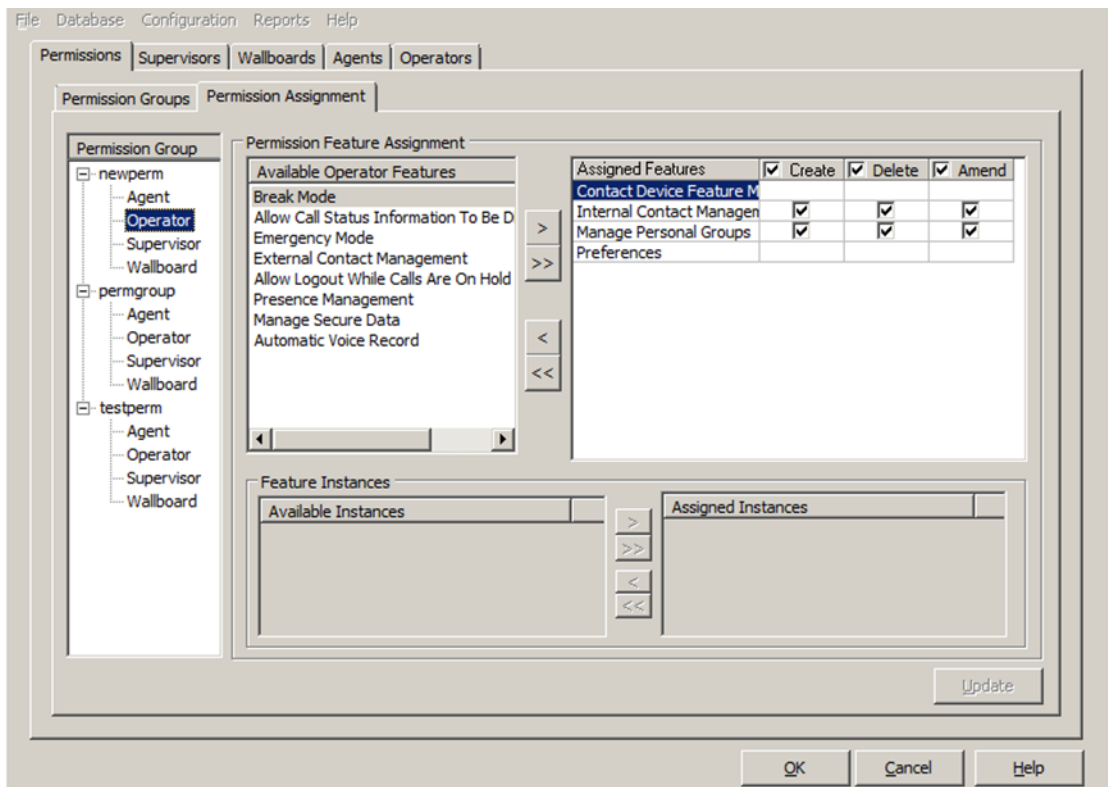 File Database Configuration Reports Help
Permissions Supervisors Wallboards Agents Operators
Permission Groups Permission Assignment
Permission Group
newperm
Agent
Operator
Supervisor
Wallboard
permgroup
Agent
Operator
Supervisor
Wallboard
testperm
Agent
Operator
Supervisor
Wallboard
Permission Feature Assignment
Available Operator Features
Break Mode
Allow Call Status Information To Be D
Emergency Mode
External Contact Management
Allow Logout While Calls Are On Hold
Presence Management
Manage Secure Data
Automatic Voice Record
>
>>
<
<<
Assigned Features Create Delete Amend
Contact Device Feature M
Internal Contact Managen
Manage Personal Groups
Preferences
Feature Instances
Available Instances
>
>>
<
<<
Assigned Instances
Update
OK Cancel Help